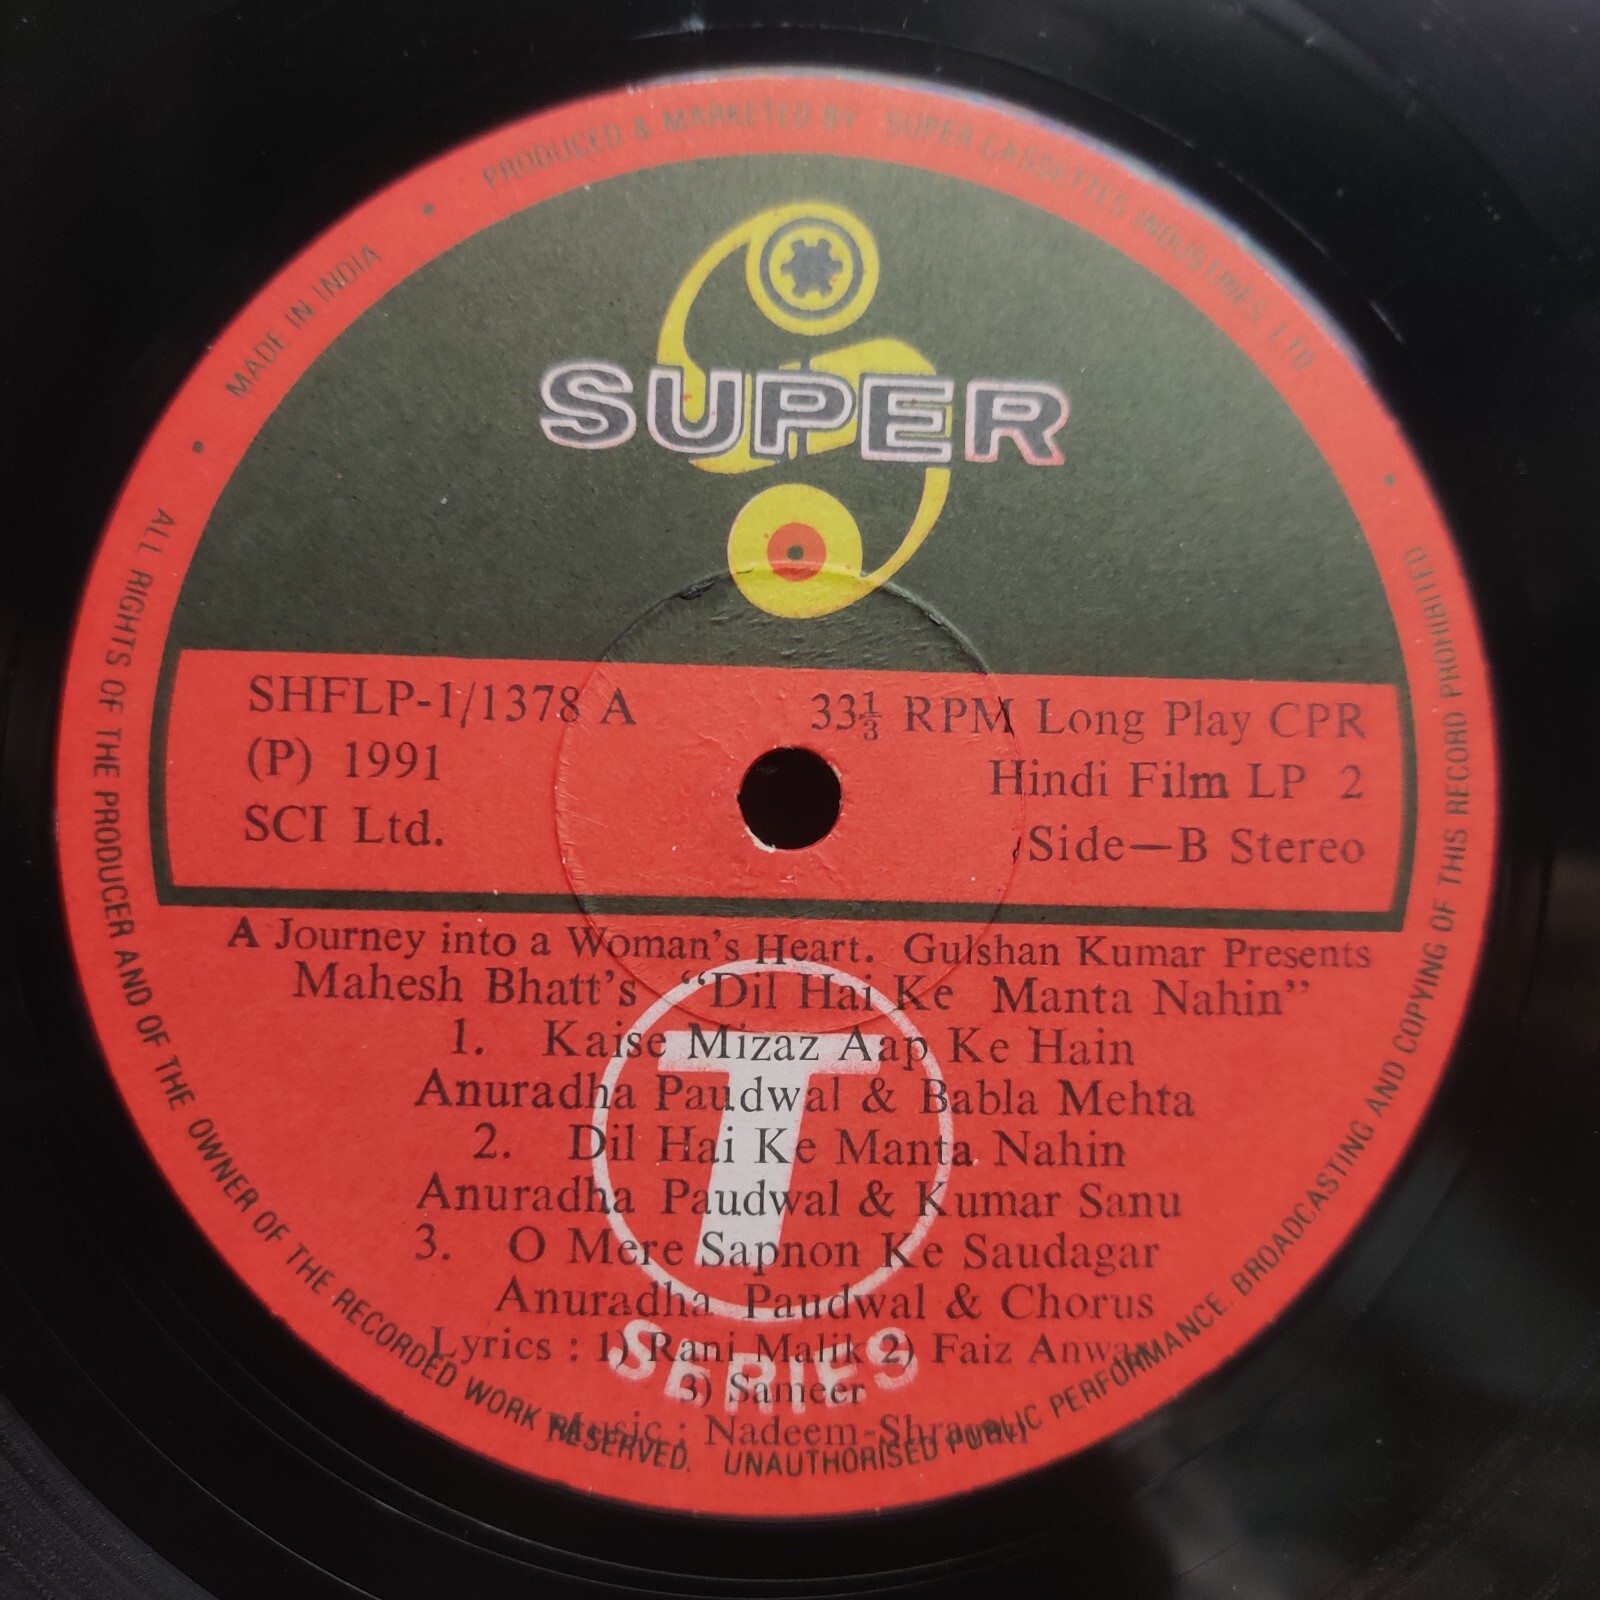 MADE IN INDIA • PRODUCED & MARKETED BY SUPER CASSETTES INDUSTRIES LTD •
SUPER
SHFLP-1/1378 A 33⅓ RPM Long Play CPR
(P) 1991 Hindi Film LP 2
SCI Ltd. Side—B Stereo
A Journey into a Woman's Heart. Gulshan Kumar Presents
Mahesh Bhatt's "Dil Hai Ke Manta Nahin"
1. Kaise Mizaz Aap Ke Hain
Anuradha Paudwal & Babla Mehta
2. Dil Hai Ke Manta Nahin
Anuradha Paudwal & Kumar Sanu
3. O Mere Sapnon Ke Saudagar
Anuradha Paudwal & Chorus
Lyrics : 1) Rani Malik 2) Faiz Anwar
3) Sameer
Music : Nadeem-Shravan
T
SERIES
• ALL RIGHTS OF THE PRODUCER AND OF THE OWNER OF THE RECORDED WORK RESERVED. UNAUTHORISED PUBLIC PERFORMANCE, BROADCASTING AND COPYING OF THIS RECORD PROHIBITED